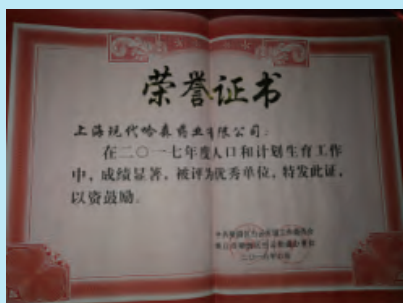 荣誉证书
上海现代哈森药业有限公司：
在二〇一七年度人口和计划生育工作
中，成绩显著，被评为优秀单位，特发此证，
以资鼓励。